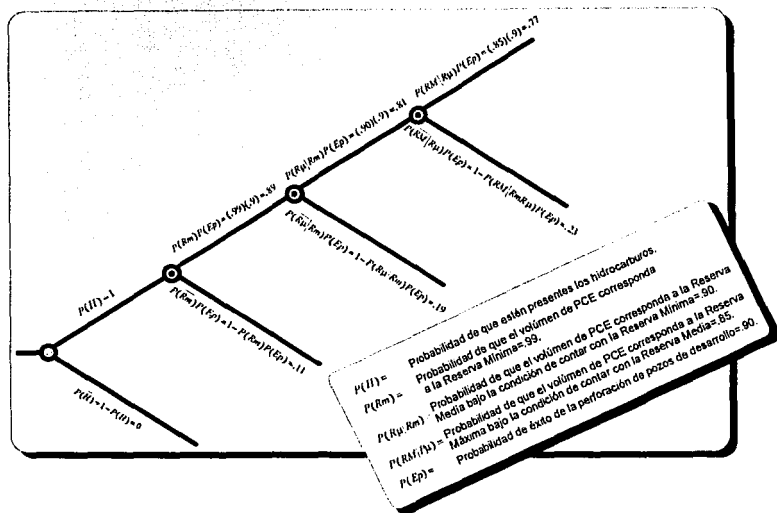 P(RM|Rμ)P(Ep)=(.85)(.9)=.77
P(R̅M̅|Rμ)P(Ep)=1-P(RM|RmRμ)P(Ep)=.23
P(Rμ|Rm)P(Ep)=(.90)(.9)=.81
P(R̅μ̅|Rm)P(Ep)=1-P(Rμ|Rm)P(Ep)=.19
P(Rm)P(Ep)=(.99)(.9)=.89
P(R̅m̅)P(Ep)=1-P(Rm)P(Ep)=.11
P(H)=1
P(H̅)=1-P(H)=0
P(H)= Probabilidad de que estén presentes los hidrocarburos.
P(Rm)= Probabilidad de que el volúmen de PCE corresponda
a la Reserva Mínima=.99.
P(Rμ|Rm) Probabilidad de que el volúmen de PCE corresponda a la Reserva
Media bajo la condición de contar con la Reserva Mínima=.90.
P(RM|Pμ)= Probabilidad de que el volúmen de PCE corresponda a la Reserva
Máxima bajo la condición de contar con la Reserva Media=.85.
P(Ep)= Probabilidad de éxito de la perforación de pozos de desarrollo=.90.